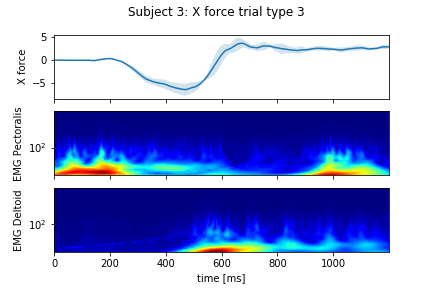 Subject 3: X force trial type 3
5
0
−5
X force
10²
EMG Pectoralis
10²
EMG Deltoid
0 200 400 600 800 1000
time [ms]